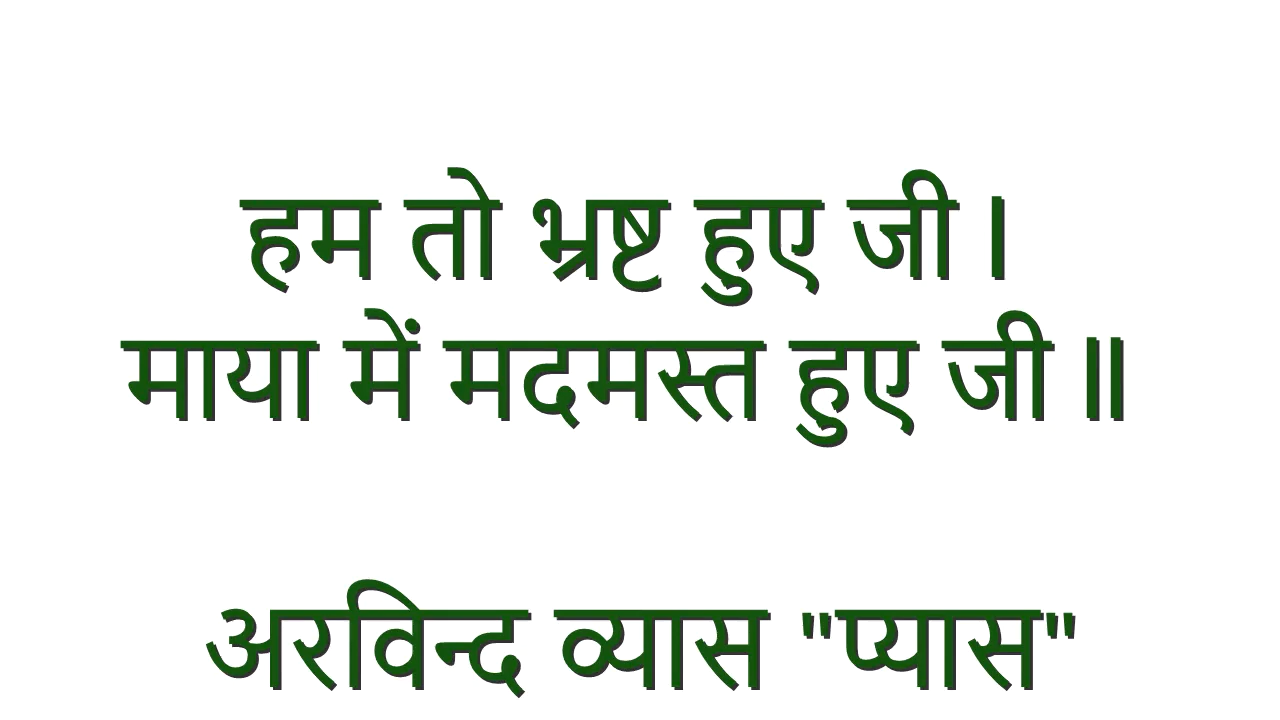 हम तो भ्रष्ट हुए जी ।
माया में मदमस्त हुए जी ॥
अरविन्द व्यास "प्यास"